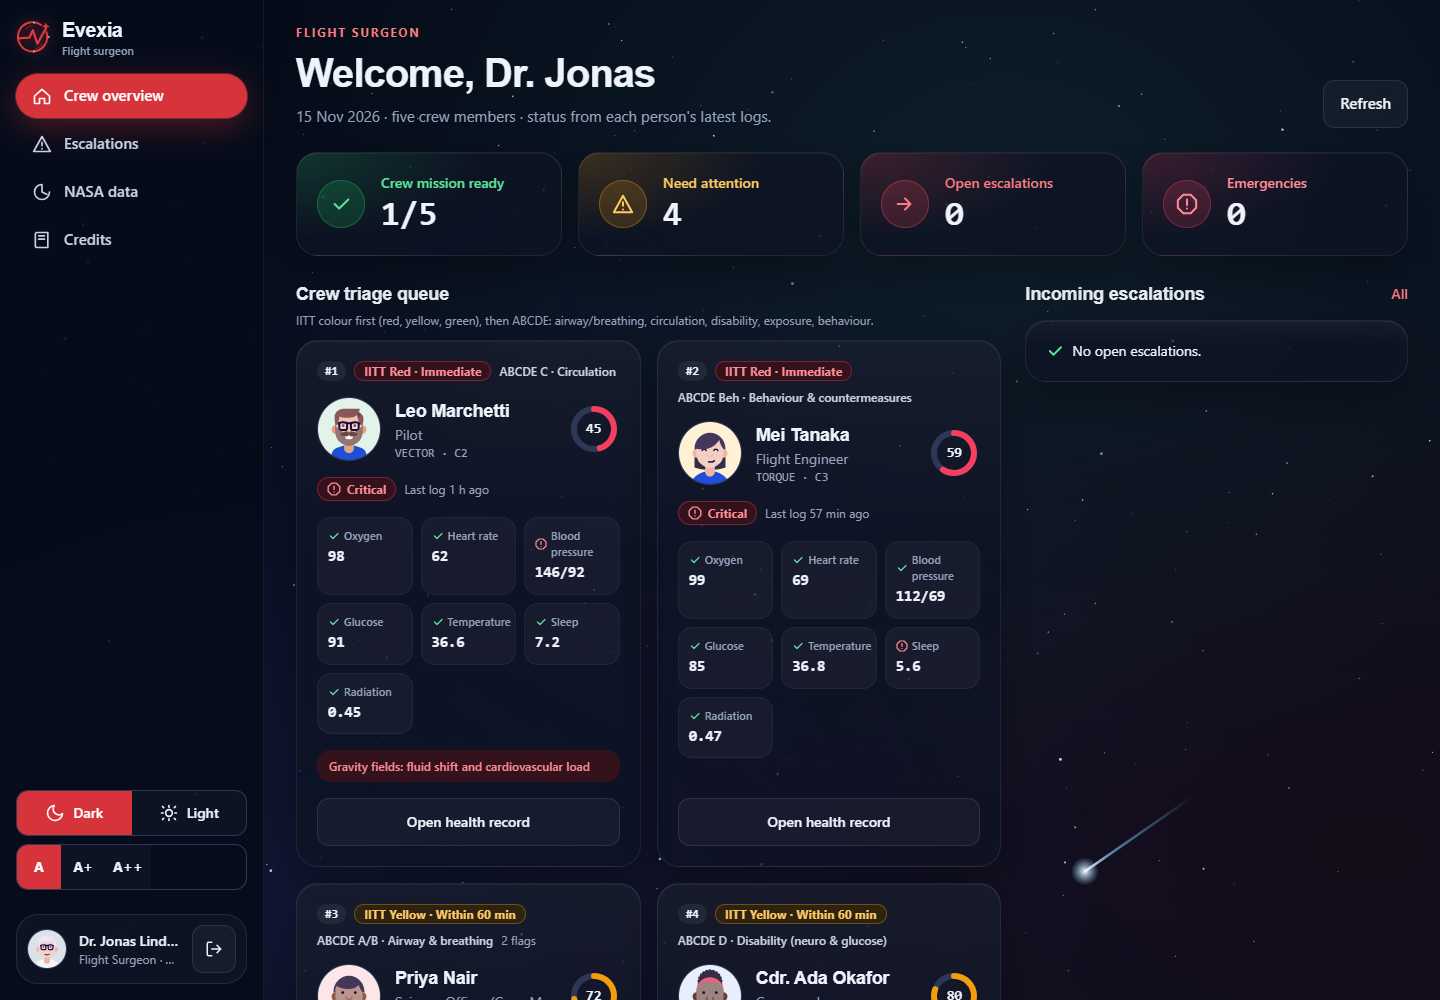 Evexia
Flight surgeon
Crew overview
Escalations
NASA data
Credits
Dark
Light
A
A+
A++
Dr. Jonas Lind...
Flight Surgeon · ...
FLIGHT SURGEON
Welcome, Dr. Jonas
15 Nov 2026 · five crew members · status from each person's latest logs.
Refresh
Crew mission ready
1/5
Need attention
4
Open escalations
0
Emergencies
0
Crew triage queue
IITT colour first (red, yellow, green), then ABCDE: airway/breathing, circulation, disability, exposure, behaviour.
#1
IITT Red · Immediate
ABCDE C · Circulation
Leo Marchetti
Pilot
VECTOR · C2
45
Critical
Last log 1 h ago
Oxygen
98
Heart rate
62
Blood
pressure
146/92
Glucose
91
Temperature
36.6
Sleep
7.2
Radiation
0.45
Gravity fields: fluid shift and cardiovascular load
Open health record
#2
IITT Red · Immediate
ABCDE Beh · Behaviour & countermeasures
Mei Tanaka
Flight Engineer
TORQUE · C3
59
Critical
Last log 57 min ago
Oxygen
99
Heart rate
69
Blood
pressure
112/69
Glucose
85
Temperature
36.8
Sleep
5.6
Radiation
0.47
Open health record
#3
IITT Yellow · Within 60 min
ABCDE A/B · Airway & breathing
2 flags
Priya Nair
72
#4
IITT Yellow · Within 60 min
ABCDE D · Disability (neuro & glucose)
Cdr. Ada Okafor
80
Incoming escalations
All
No open escalations.